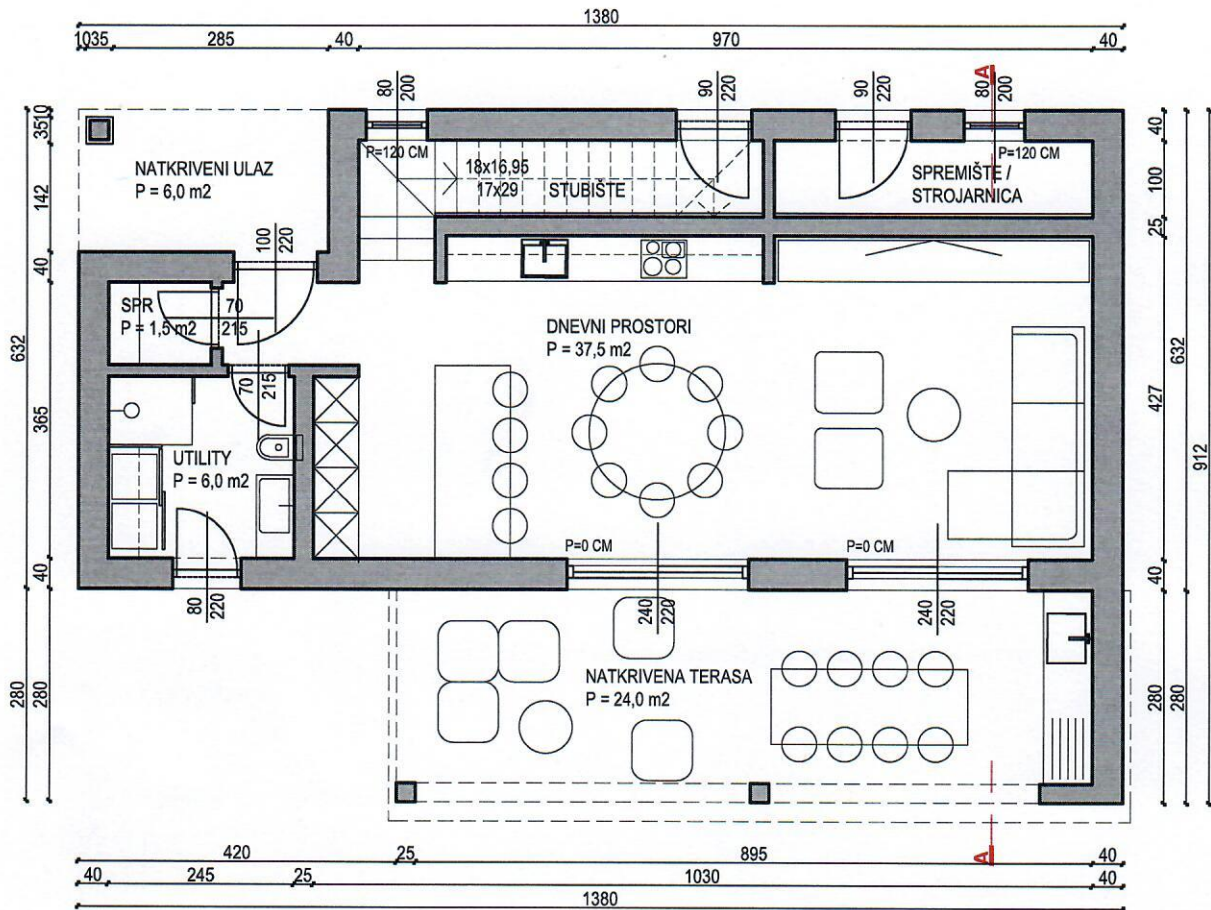 1380
10 35 285 40 970 40
80
200
90
220
90
220
A
80
200
35 10
142
40
632
365
40
280
280
NATKRIVENI ULAZ
P = 6,0 m2
P=120 CM
18x16,95
17x29
STUBIŠTE
P=120 CM
SPREMIŠTE /
STROJARNICA
100
220
SPR
P = 1,5 m2
70
215
70
215
DNEVNI PROSTORI
P = 37,5 m2
UTILITY
P = 6,0 m2
P=0 CM
P=0 CM
80
220
240
220
240
220
NATKRIVENA TERASA
P = 24,0 m2
40
100
25
632
427
912
40
280
280
A
420 25 895 40
40 245 25 1030 40
1380